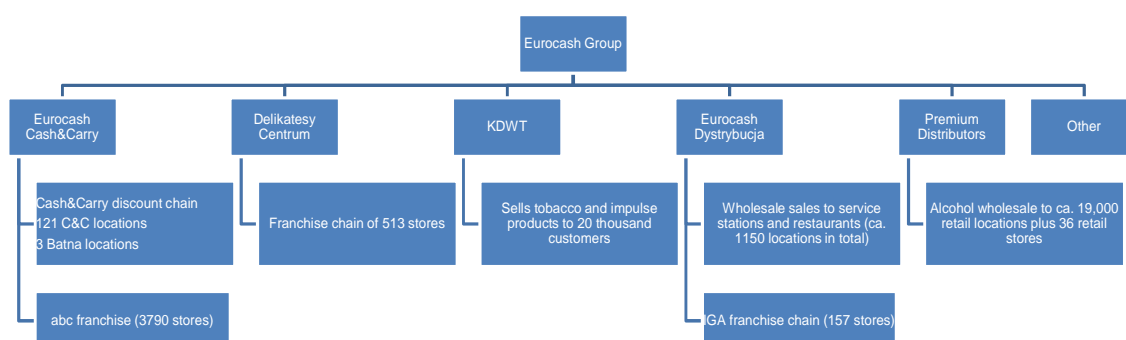 Eurocash Group
Eurocash
Cash&Carry
Delikatesy
Centrum
KDWT
Eurocash
Dystrybucja
Premium
Distributors
Other
Cash&Carry discount chain
121 C&C locations
3 Batna locations
Franchise chain of 513 stores
Sells tobacco and impulse
products to 20 thousand
customers
Wholesale sales to service
stations and restaurants (ca.
1150 locations in total)
Alcohol wholesale to ca. 19,000
retail locations plus 36 retail
stores
abc franchise (3790 stores)
IGA franchise chain (157 stores)